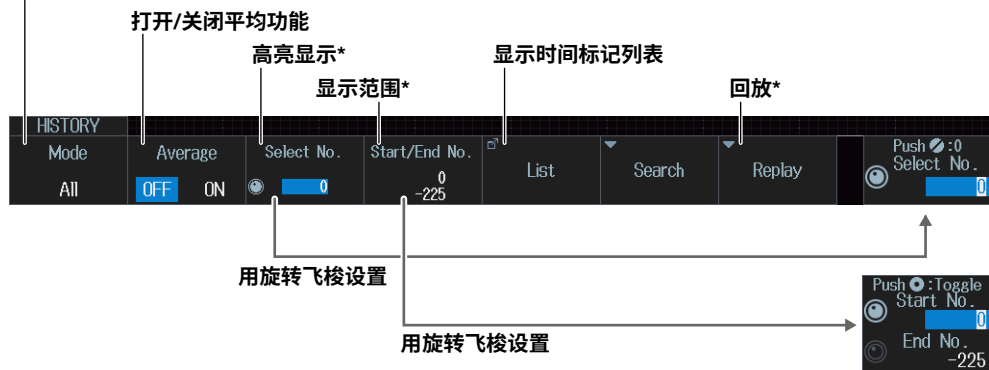 打开/关闭平均功能
高亮显示*
显示时间标记列表
显示范围*
回放*
HISTORY
Mode
All
Average
OFF ON
Select No.
0
Start/End No.
0
-225
List
Search
Replay
Push :0
Select No.
0
用旋转飞梭设置
Push :Toggle
Start No.
0
End No.
-225
用旋转飞梭设置